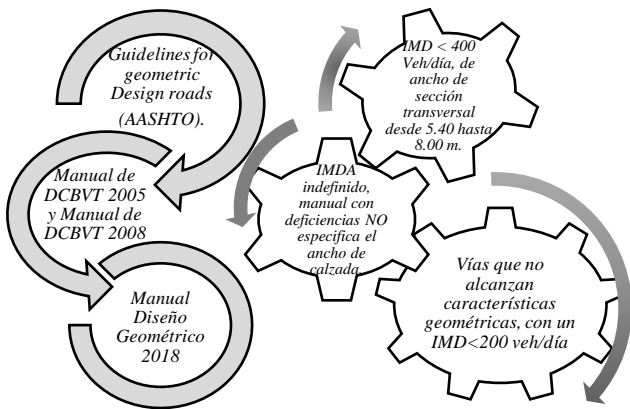 Guidelines for
geometric
Design roads
(AASHTO).
Manual de
DCBVT 2005
y Manual de
DCBVT 2008
Manual
Diseño
Geométrico
2018
IMD < 400
Veh/día, de
ancho de
sección
transversal
desde 5.40 hasta
8.00 m.
IMDA
indefinido,
manual con
deficiencias NO
especifica el
ancho de
calzada.
Vías que no
alcanzan
características
geométricas, con un
IMD<200 veh/día